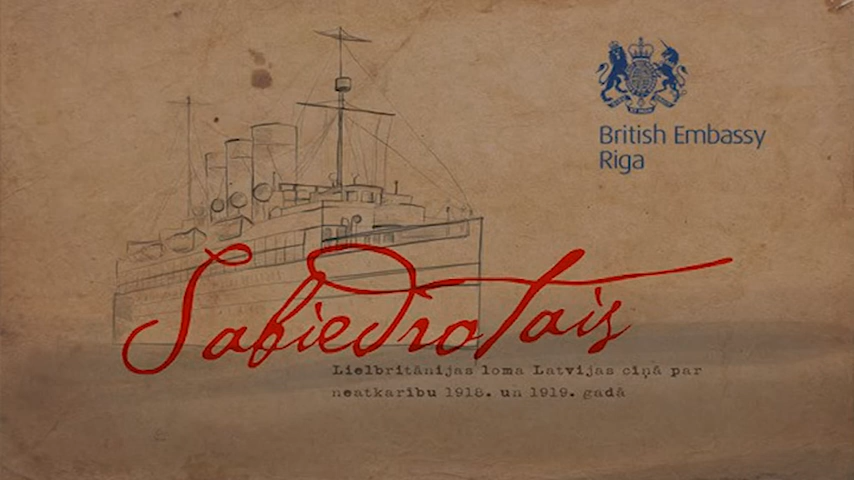 British Embassy
Riga
Sabiedrotais
Lielbritānijas loma Latvijas cīņā par
neatkarību 1918. un 1919. gadā